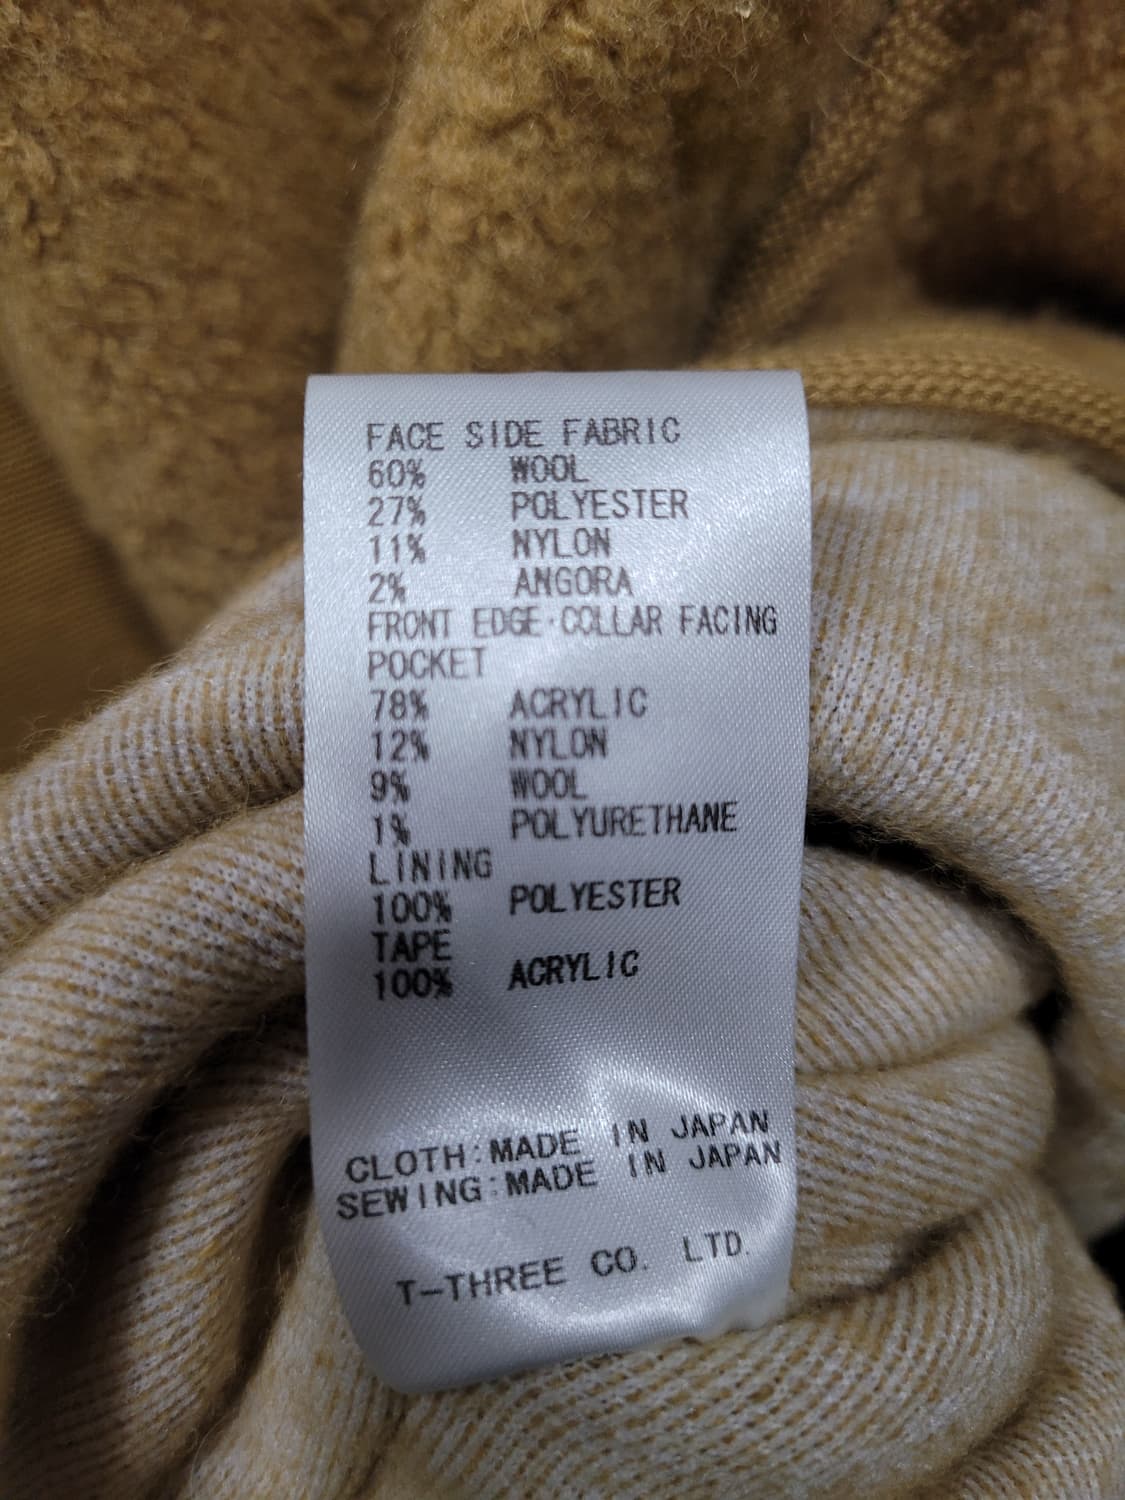 FACE SIDE FABRIC
60% WOOL
27% POLYESTER
11% NYLON
2% ANGORA
FRONT EDGE·COLLAR FACING
POCKET
78% ACRYLIC
12% NYLON
9% WOOL
1% POLYURETHANE
LINING
100% POLYESTER
TAPE
100% ACRYLIC
CLOTH:MADE IN JAPAN
SEWING:MADE IN JAPAN
T-THREE CO. LTD.